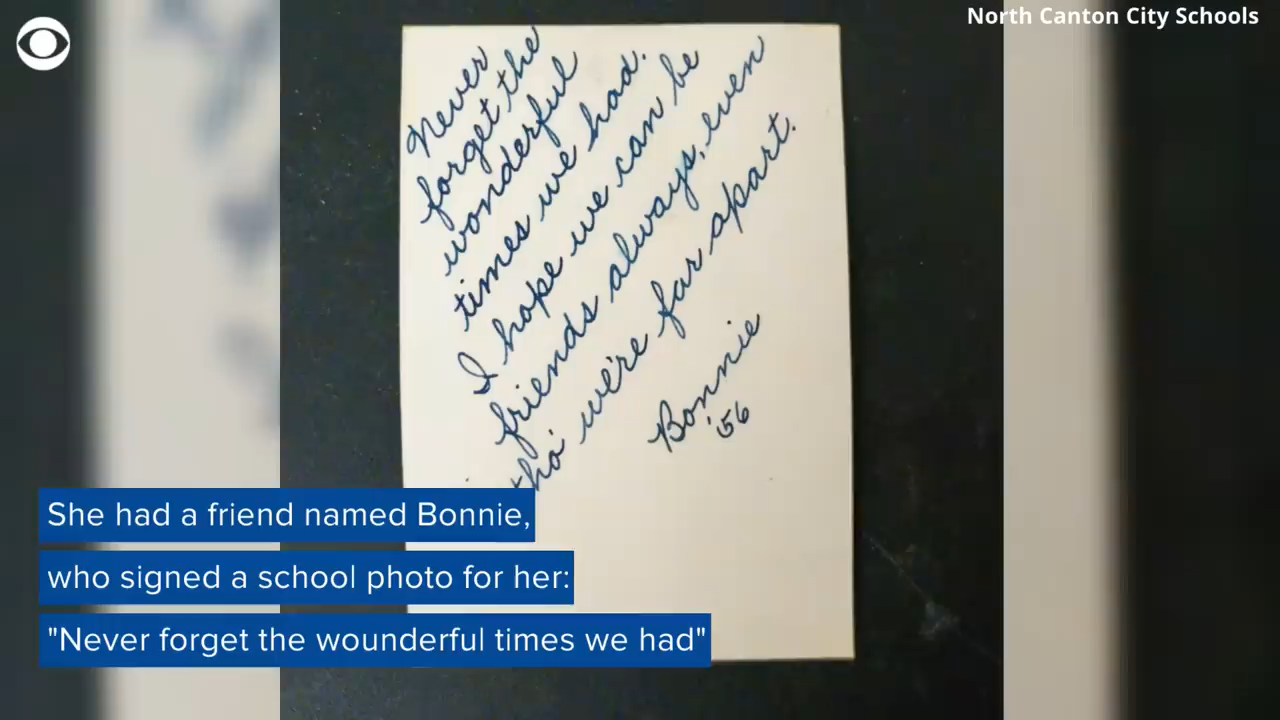 North Canton City Schools
Never
forget the
wonderful
times we had.
I hope we can be
friends always, even
tho' we're far apart.
Bonnie
'56
She had a friend named Bonnie,
who signed a school photo for her:
"Never forget the wounderful times we had"